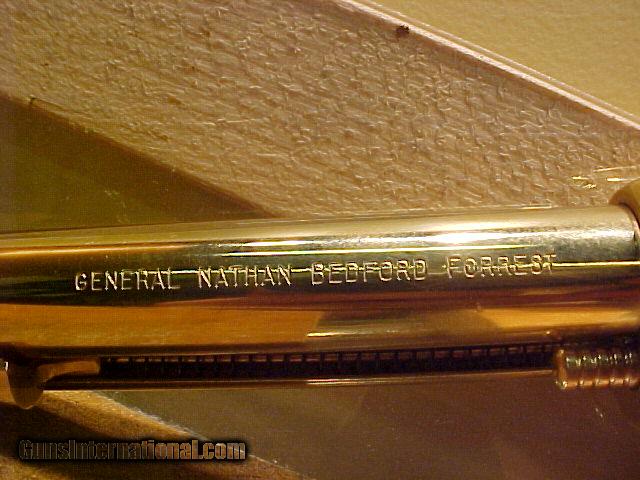 GENERAL NATHAN BEDFORD FORREST
GunsInternational.com